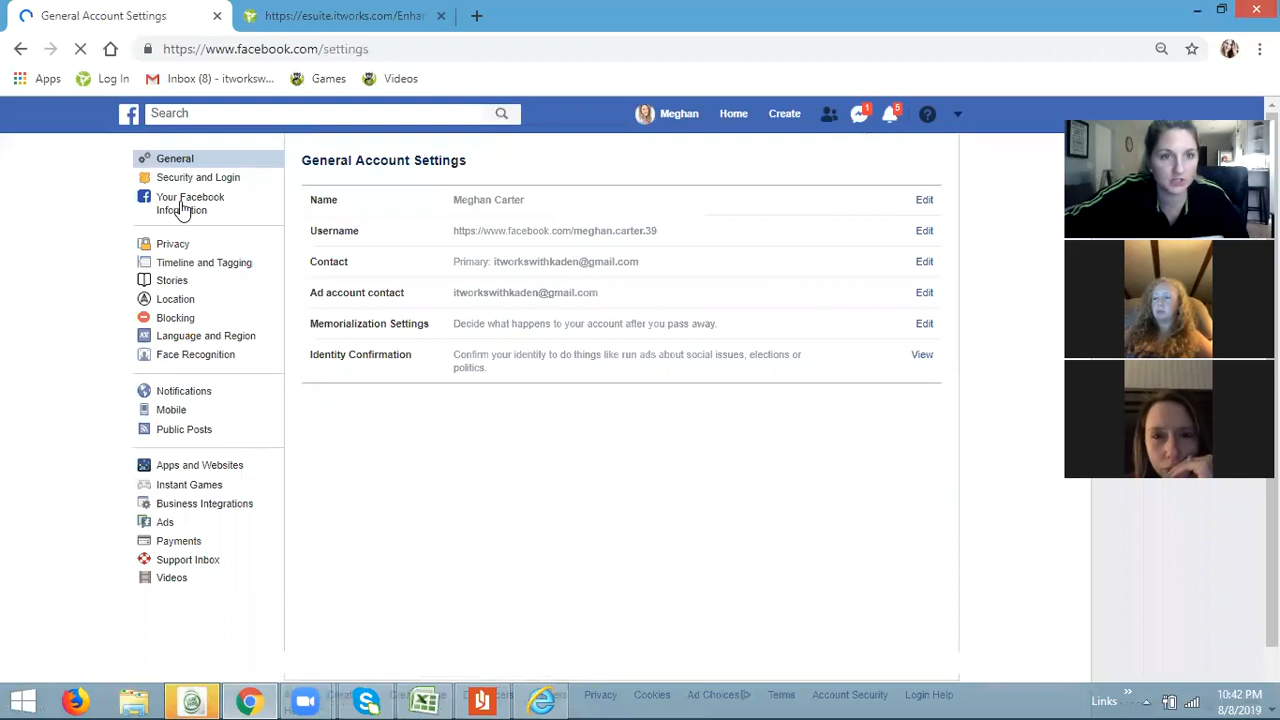 General Account Settings
https://esuite.itworks.com/Enhar
https://www.facebook.com/settings
Apps
Log In
Inbox (8) - itworksw...
Games
Videos
Search
Meghan
Home
Create
1
5
General
Security and Login
Your Facebook
Information
Privacy
Timeline and Tagging
Stories
Location
Blocking
Language and Region
Face Recognition
Notifications
Mobile
Public Posts
Apps and Websites
Instant Games
Business Integrations
Ads
Payments
Support Inbox
Videos
General Account Settings
Name Meghan Carter Edit
Username https://www.facebook.com/meghan.carter.39 Edit
Contact Primary: itworkswithkaden@gmail.com Edit
Ad account contact itworkswithkaden@gmail.com Edit
Memorialization Settings Decide what happens to your account after you pass away. Edit
Identity Confirmation Confirm your identity to do things like run ads about social issues, elections or View
politics.
Privacy Cookies Ad Choices Terms Account Security Login Help
Links
10:42 PM
8/8/2019